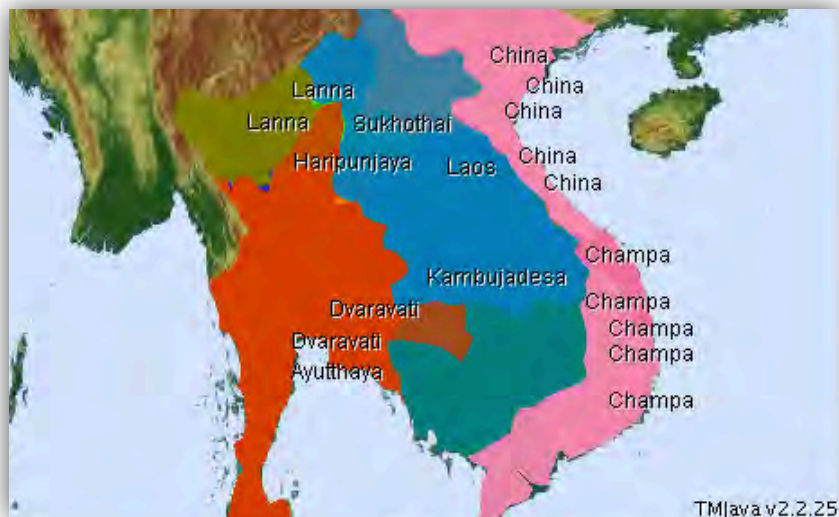 China
Lanna
China
Lanna
Sukhothai
China
Haripunjaya
Laos
China
China
Champa
Kambujadesa
Dvaravati
Champa
Champa
Dvaravati
Champa
Ayutthaya
Champa
TMJava v2.2.25